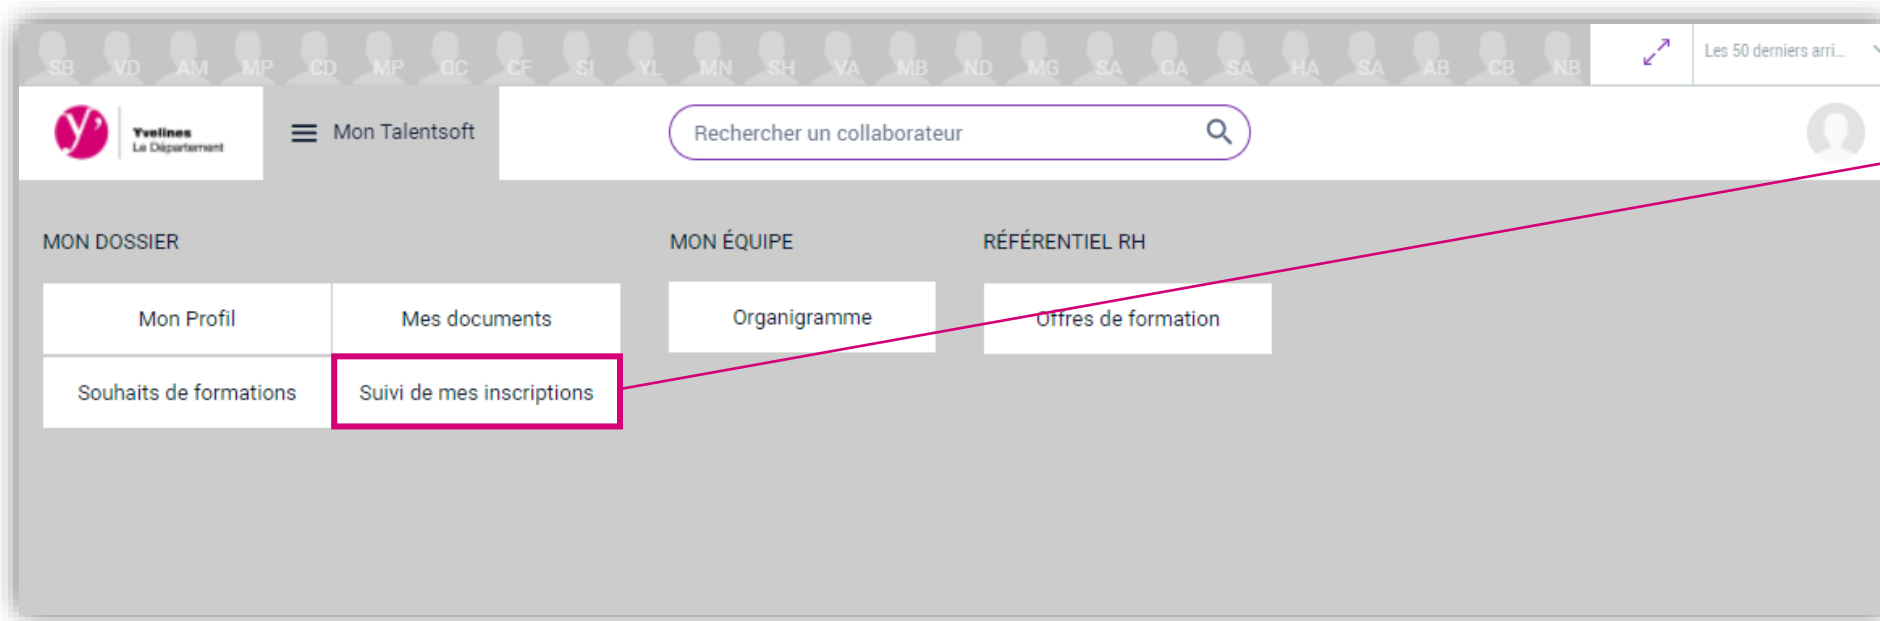 SB VD AM MP CD MP OC CF SI YL MN SH VA MB ND MG SA OA SA HA SA AB CB NB
Les 50 derniers arri...
y'
Yvelines
Le Département
Mon Talentsoft
Rechercher un collaborateur
MON DOSSIER
MON ÉQUIPE
RÉFÉRENTIEL RH
Mon Profil
Mes documents
Organigramme
Offres de formation
Souhaits de formations
Suivi de mes inscriptions